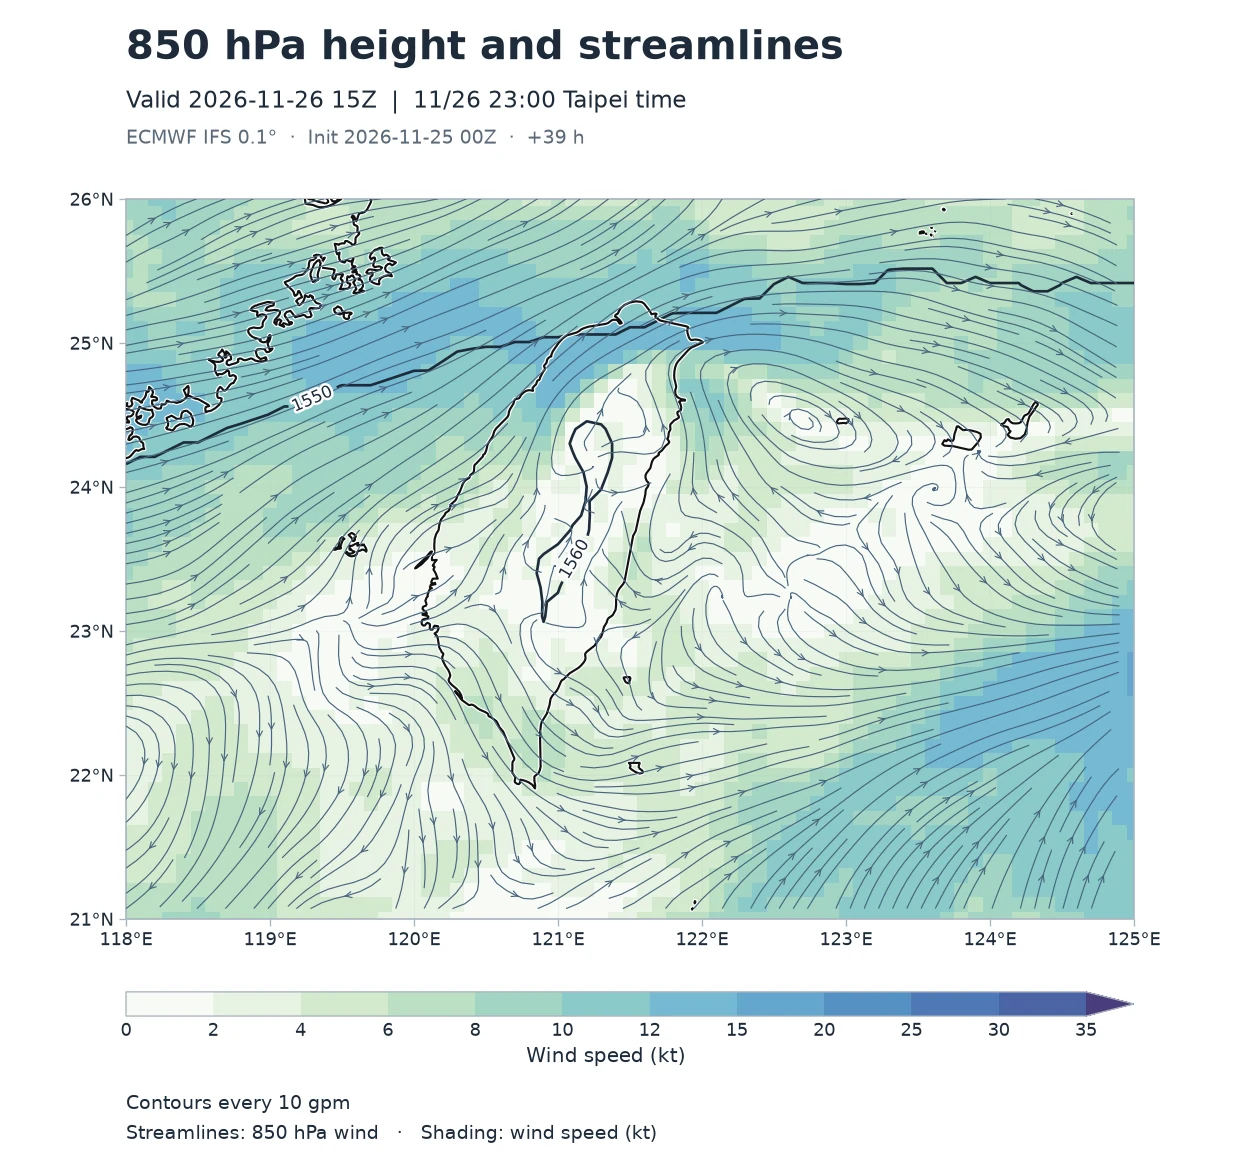 850 hPa height and streamlines
Valid 2026-11-26 15Z | 11/26 23:00 Taipei time
ECMWF IFS 0.1° · Init 2026-11-25 00Z · +39 h
26°N
25°N
24°N
23°N
22°N
21°N
1550
1560
118°E 119°E 120°E 121°E 122°E 123°E 124°E 125°E
0 2 4 6 8 10 12 15 20 25 30 35
Wind speed (kt)
Contours every 10 gpm
Streamlines: 850 hPa wind · Shading: wind speed (kt)